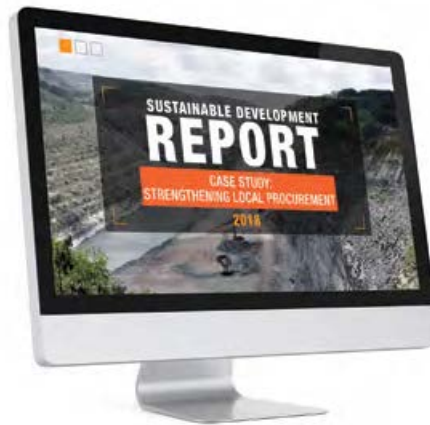 SUSTAINABLE DEVELOPMENT
REPORT
CASE STUDY:
STRENGTHENING LOCAL PROCUREMENT
2018